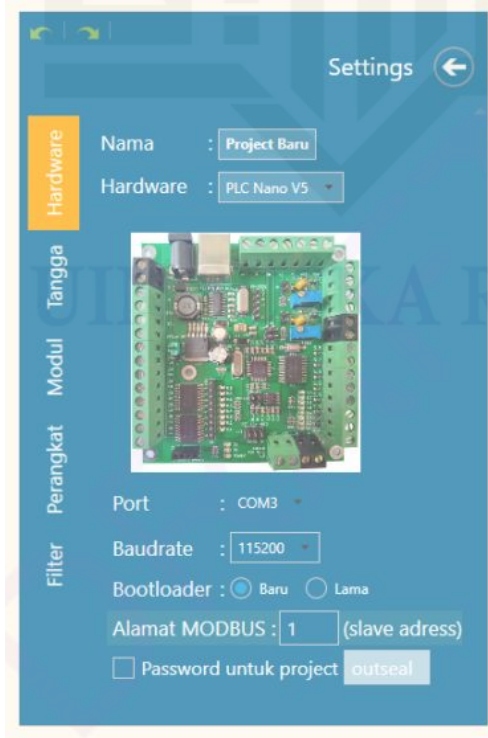 Settings
Hardware
Tangga
Modul
Perangkat
Filter
Nama : Project Baru
Hardware : PLC Nano V5
Port : COM3
Baudrate : 115200
Bootloader : Baru Lama
Alamat MODBUS : 1 (slave adress)
Password untuk project outseal